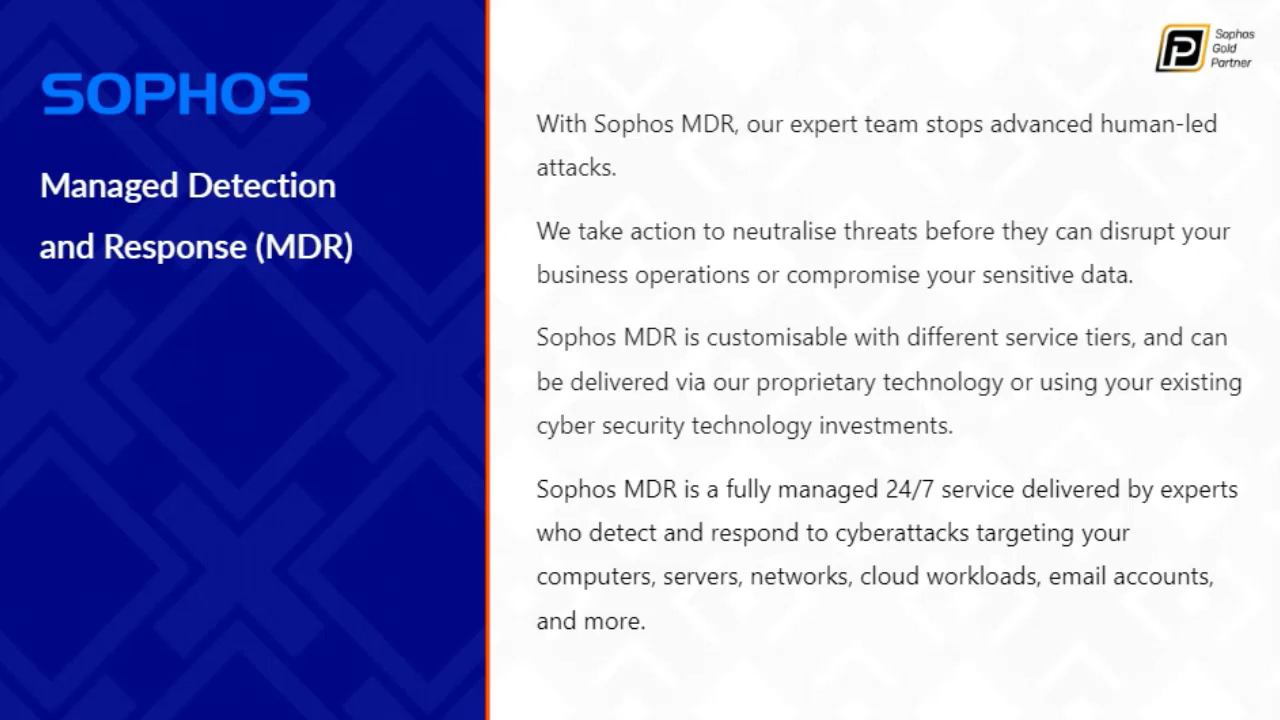 SOPHOS
Managed Detection
and Response (MDR)
Sophos
Gold
Partner
With Sophos MDR, our expert team stops advanced human-led
attacks.
We take action to neutralise threats before they can disrupt your
business operations or compromise your sensitive data.
Sophos MDR is customisable with different service tiers, and can
be delivered via our proprietary technology or using your existing
cyber security technology investments.
Sophos MDR is a fully managed 24/7 service delivered by experts
who detect and respond to cyberattacks targeting your
computers, servers, networks, cloud workloads, email accounts,
and more.